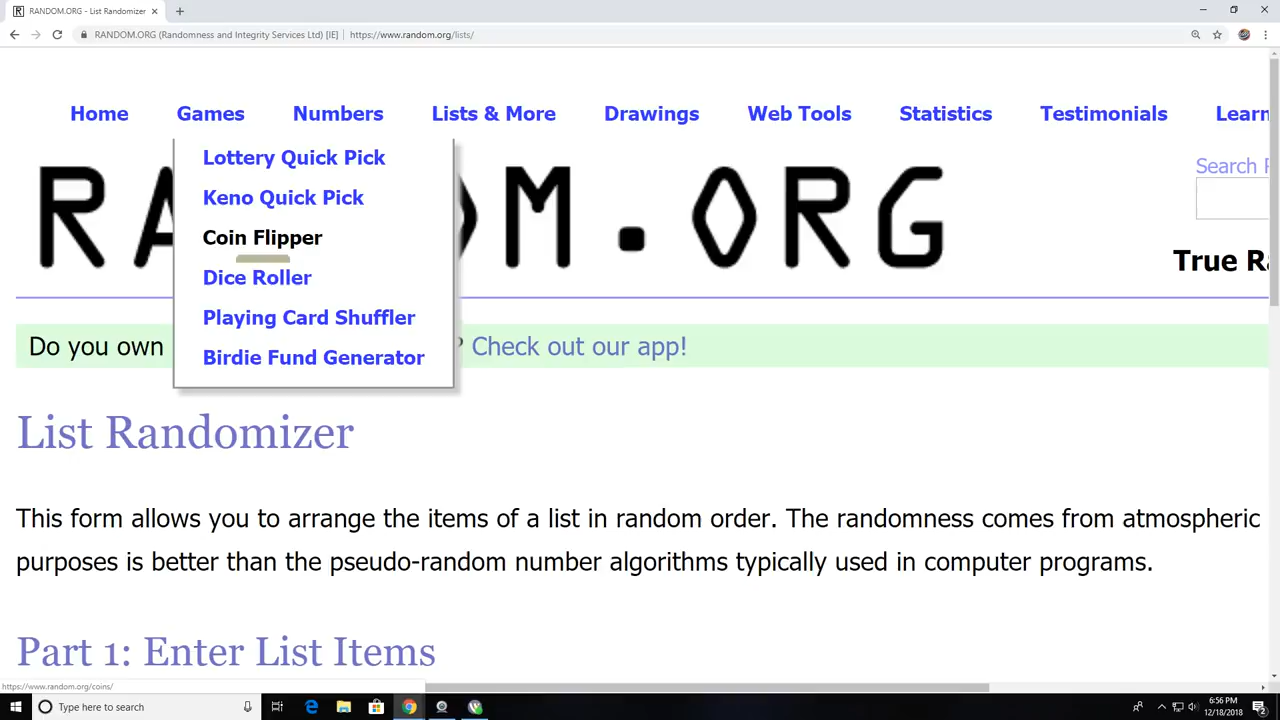 RANDOM.ORG - List Randomizer
RANDOM.ORG (Randomness and Integrity Services Ltd) [IE] https://www.random.org/lists/
Home Games Numbers Lists & More Drawings Web Tools Statistics Testimonials Learn
Lottery Quick Pick
Keno Quick Pick
Coin Flipper
Dice Roller
Playing Card Shuffler
Birdie Fund Generator
Search
R DOM.ORG
True Ra
Do you own ? Check out our app!
List Randomizer
This form allows you to arrange the items of a list in random order. The randomness comes from atmospheric
purposes is better than the pseudo-random number algorithms typically used in computer programs.
Part 1: Enter List Items
https://www.random.org/coins/
Type here to search
6:56 PM
12/18/2018